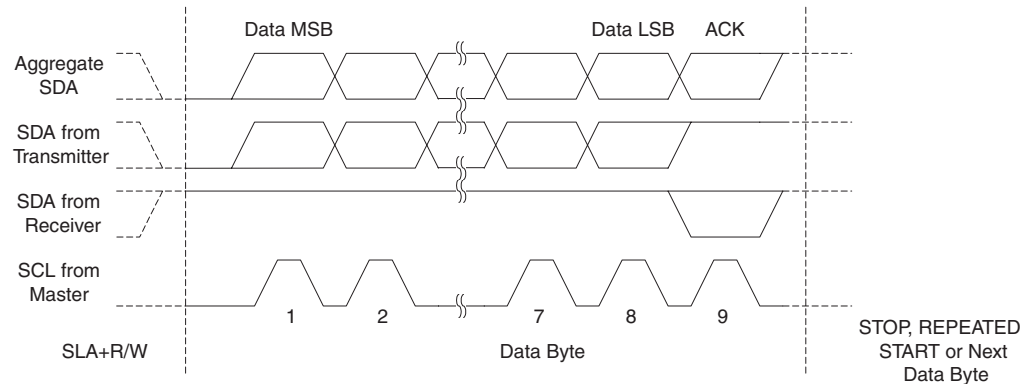 Data MSB
Data LSB
ACK
Aggregate
SDA
SDA from
Transmitter
SDA from
Receiver
SCL from
Master
1
2
7
8
9
SLA+R/W
Data Byte
STOP, REPEATED
START or Next
Data Byte